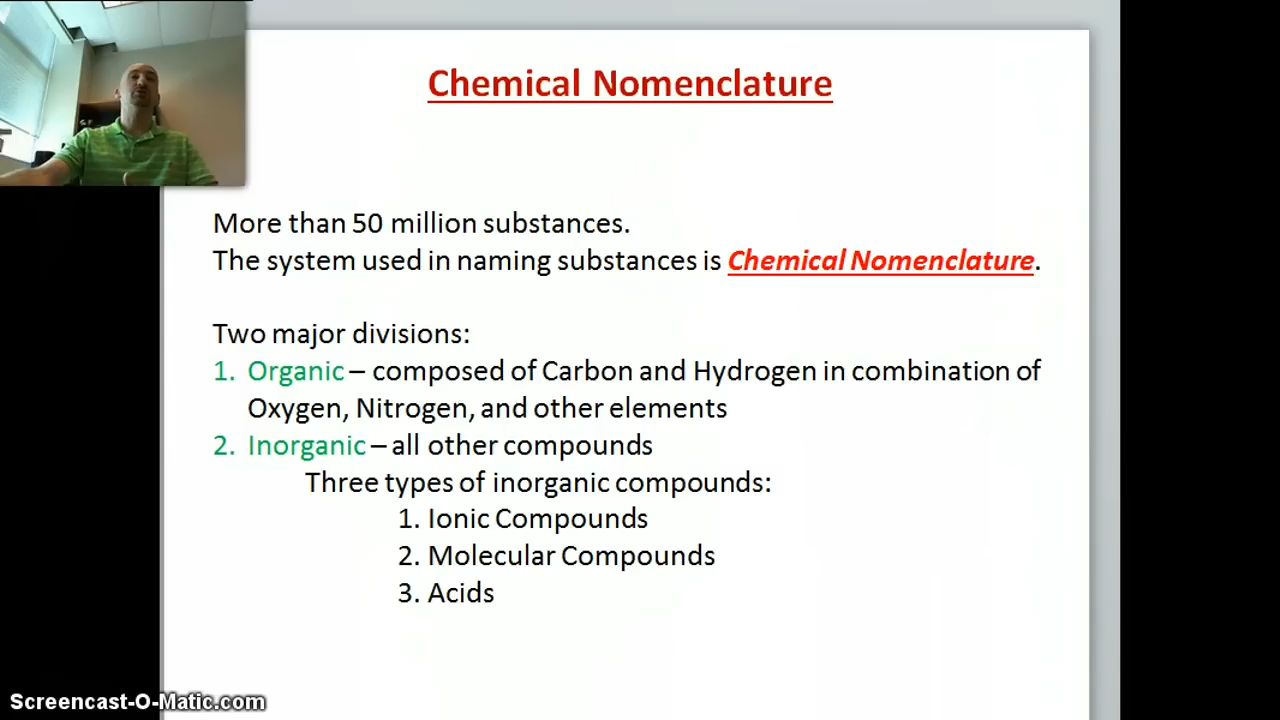 Chemical Nomenclature
More than 50 million substances.
The system used in naming substances is Chemical Nomenclature.
Two major divisions:
1. Organic – composed of Carbon and Hydrogen in combination of
Oxygen, Nitrogen, and other elements
2. Inorganic – all other compounds
Three types of inorganic compounds:
1. Ionic Compounds
2. Molecular Compounds
3. Acids
Screencast-O-Matic.com